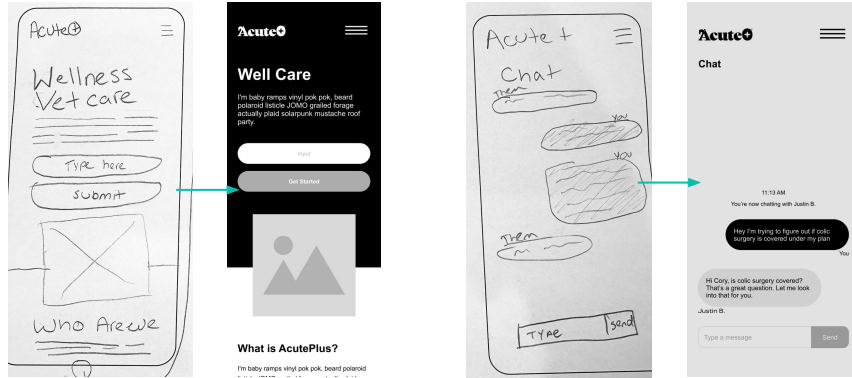 Acute+
Wellness
Vet care
Type here
Submit
Who Are we
Acute+
Well Care
I'm baby ramps vinyl pok pok, beard
polaroid listicle JOMO grailed forage
actually plaid solarpunk mustache roof
party.
Input
Get Started
What is AcutePlus?
I'm baby ramps vinyl pok pok, beard polaroid
Acute +
Chat
Them
You
You
Them
TYPE
Send
Acute+
Chat
11:13 AM
You're now chatting with Justin B.
Hey I'm trying to figure out if colic
surgery is covered under my plan
You
Hi Cory, is colic surgery covered?
That's a great question. Let me look
into that for you.
Justin B.
Type a message
Send